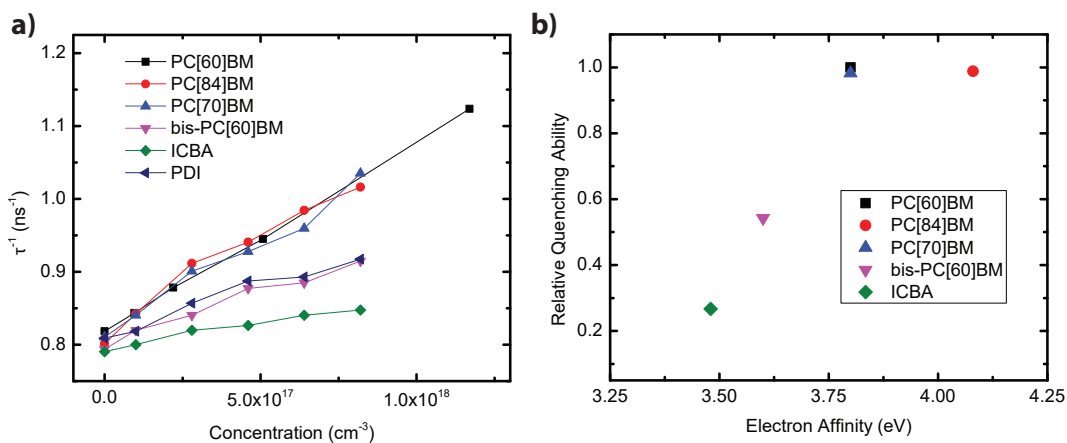 a)
1.2
1.1
1.0
0.9
0.8
τ⁻¹ (ns⁻¹)
PC[60]BM
PC[84]BM
PC[70]BM
bis-PC[60]BM
ICBA
PDI
0.0
5.0x10¹⁷
1.0x10¹⁸
Concentration (cm⁻³)
b)
1.0
0.8
0.6
0.4
0.2
Relative Quenching Ability
PC[60]BM
PC[84]BM
PC[70]BM
bis-PC[60]BM
ICBA
3.25
3.50
3.75
4.00
4.25
Electron Affinity (eV)